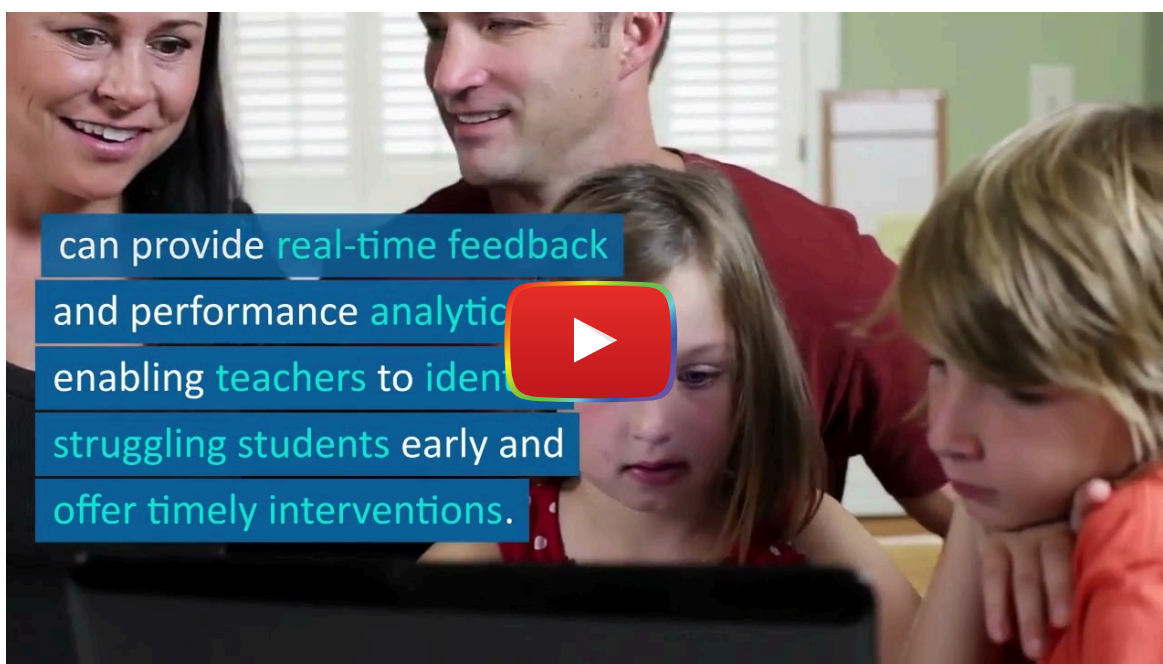 can provide real-time feedback
and performance
enabling teachers to
struggling students early and
offer timely interventions.